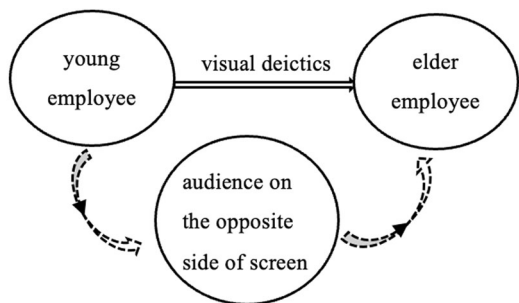 young
employee
visual deictics
elder
employee
audience on
the opposite
side of screen